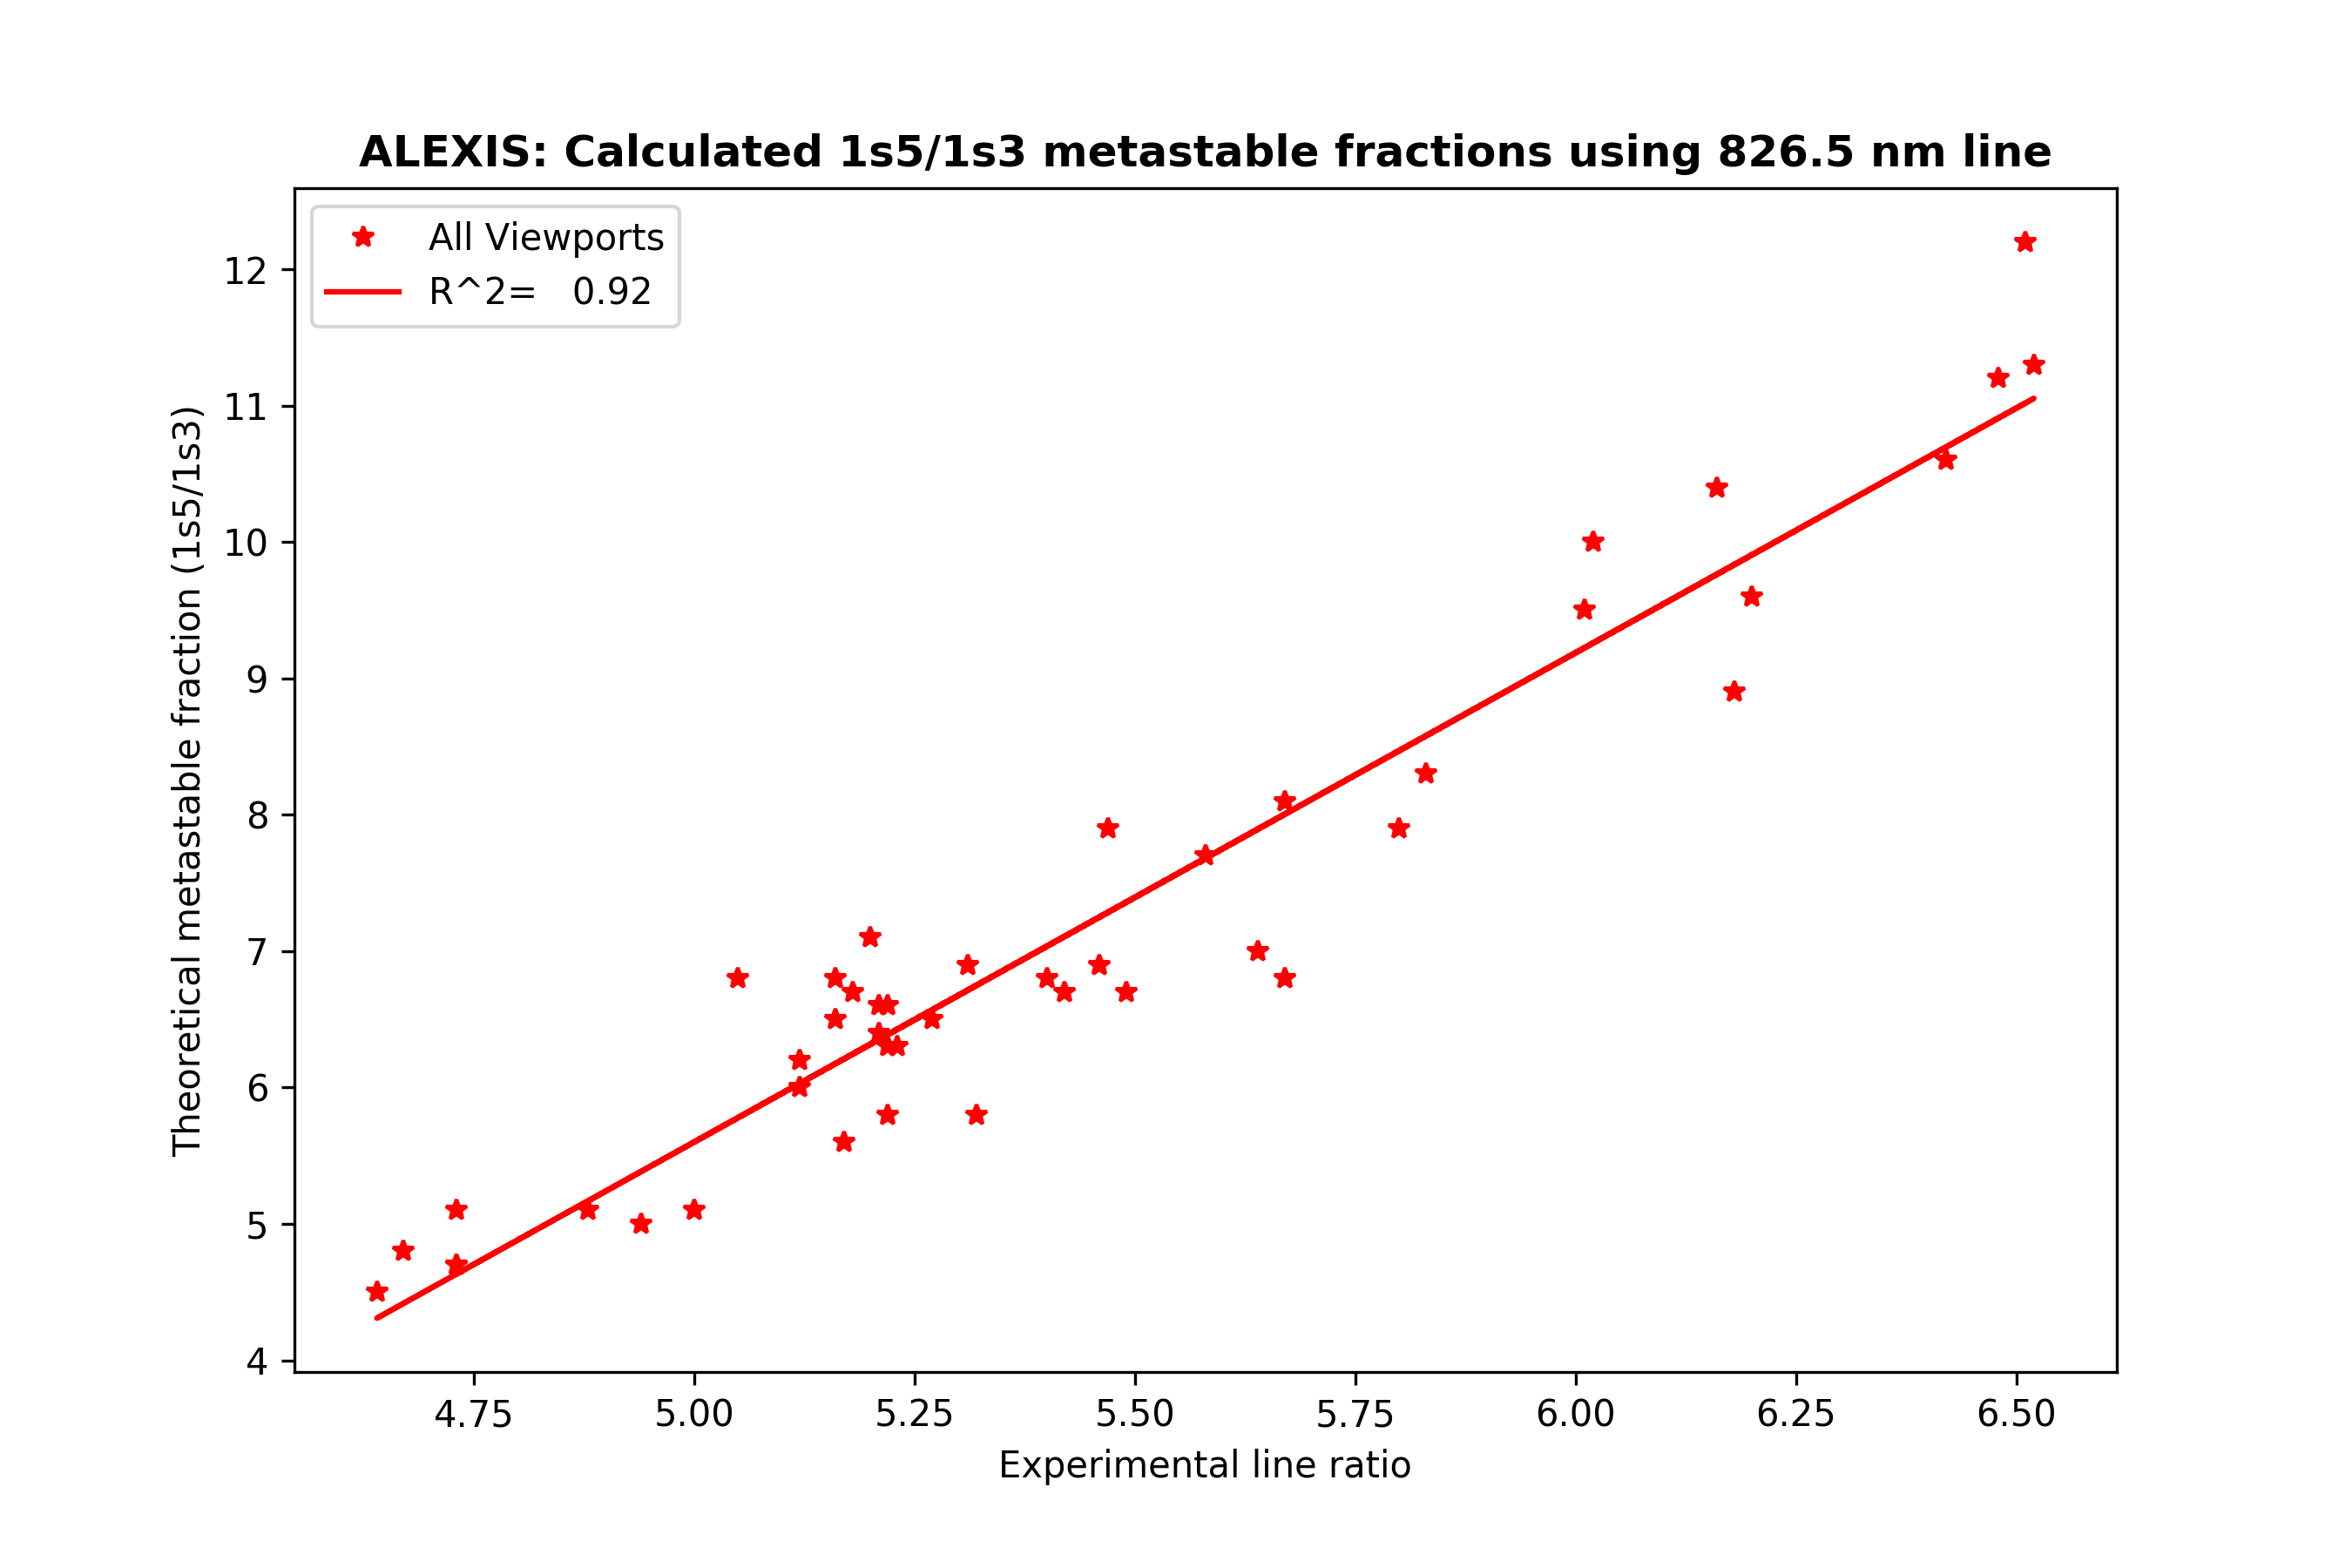 ALEXIS: Calculated 1s5/1s3 metastable fractions using 826.5 nm line
All Viewports
R^2=   0.92
Theoretical metastable fraction (1s5/1s3)
12
11
10
9
8
7
6
5
4
4.75 5.00 5.25 5.50 5.75 6.00 6.25 6.50
Experimental line ratio